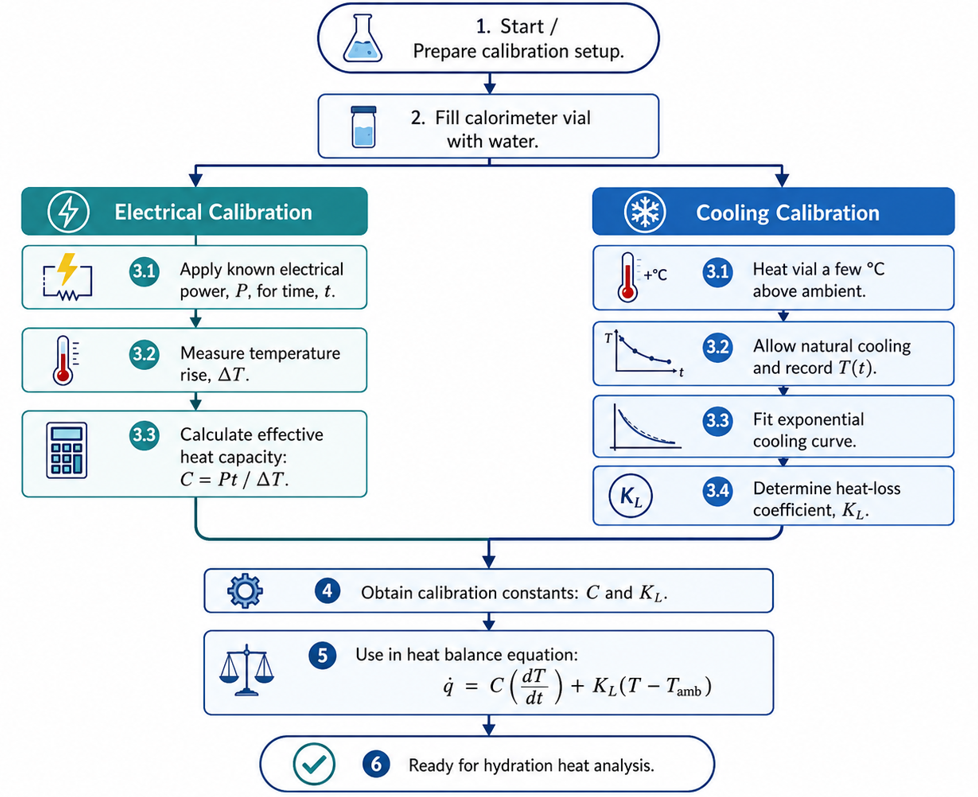 1. Start /
Prepare calibration setup.
2. Fill calorimeter vial
with water.
Electrical Calibration
3.1
Apply known electrical
power, P, for time, t.
3.2
Measure temperature
rise, ΔT.
3.3
Calculate effective
heat capacity:
C = Pt / ΔT.
Cooling Calibration
+°C
3.1
Heat vial a few °C
above ambient.
T
t
3.2
Allow natural cooling
and record T(t).
3.3
Fit exponential
cooling curve.
K_L
3.4
Determine heat-loss
coefficient, K_L.
4
Obtain calibration constants: C and K_L.
5
Use in heat balance equation:
q̇ = C (dT/dt) + K_L(T − T_amb)
6
Ready for hydration heat analysis.